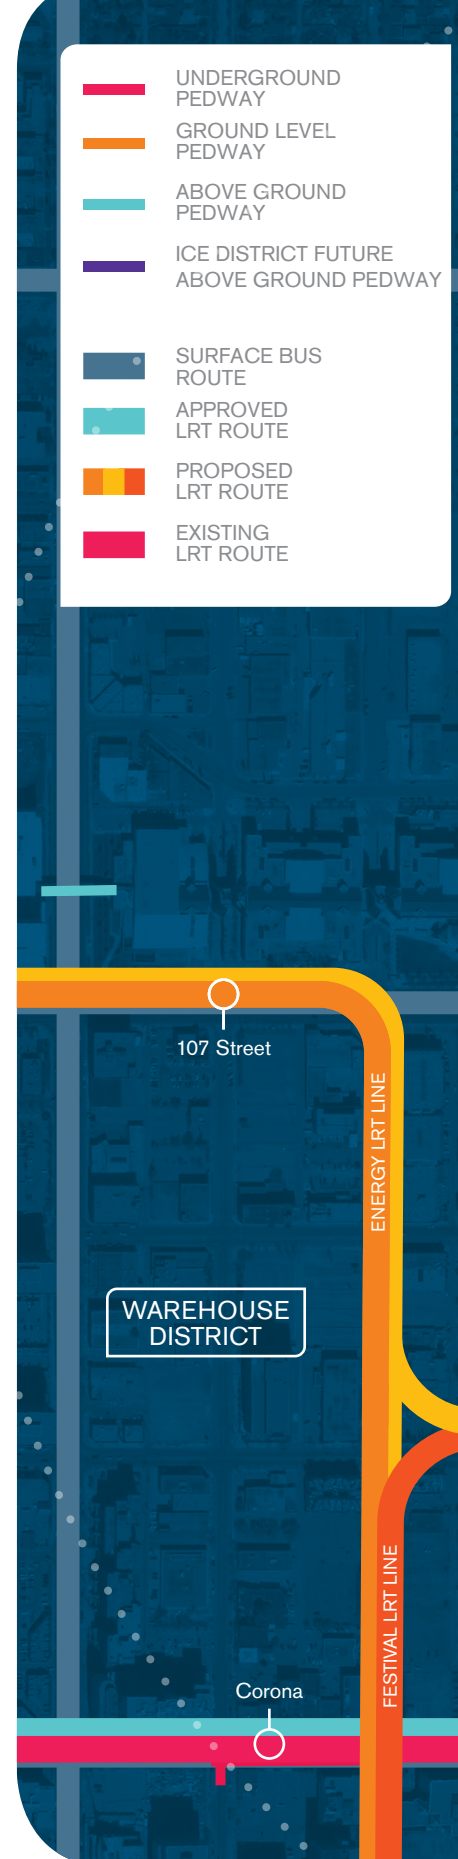 UNDERGROUND
PEDWAY
GROUND LEVEL
PEDWAY
ABOVE GROUND
PEDWAY
ICE DISTRICT FUTURE
ABOVE GROUND PEDWAY
SURFACE BUS
ROUTE
APPROVED
LRT ROUTE
PROPOSED
LRT ROUTE
EXISTING
LRT ROUTE
107 Street
ENERGY LRT LINE
WAREHOUSE
DISTRICT
FESTIVAL LRT LINE
Corona